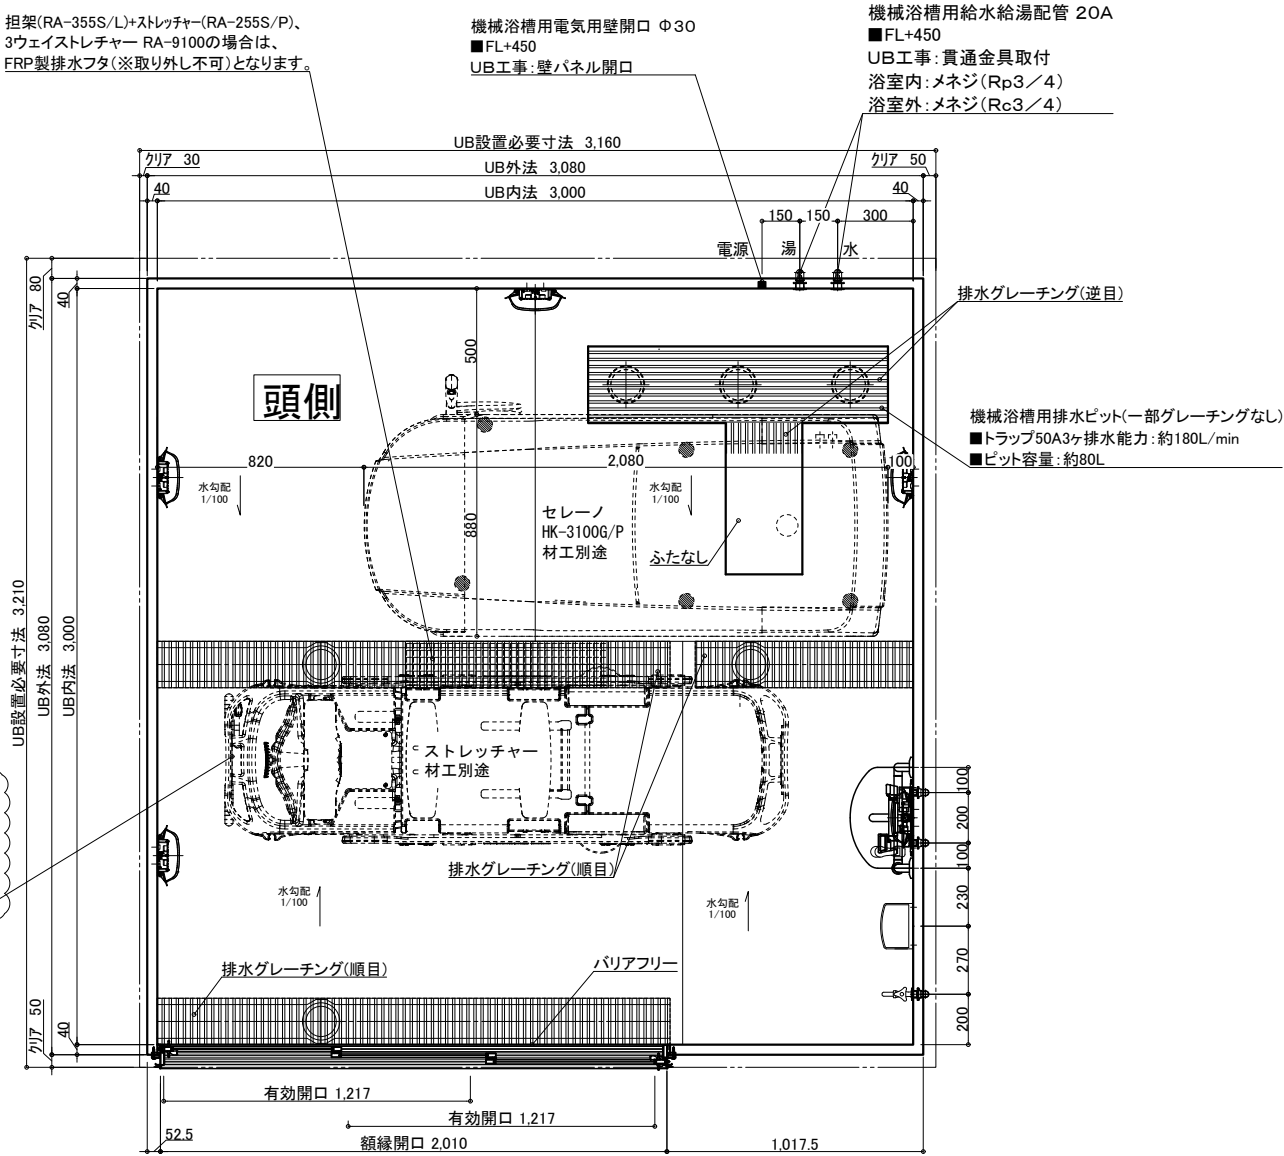 担架(RA-355S/L)+ストレッチャー(RA-255S/P)、
3ウェイストレチャー RA-9100の場合は、
FRP製排水フタ(※取り外し不可)となります。
機械浴槽用電気用壁開口 Φ30
■FL+450
UB工事:壁パネル開口
機械浴槽用給水給湯配管 20A
■FL+450
UB工事:貫通金具取付
浴室内:メネジ(Rp3/4)
浴室外:メネジ(Rc3/4)
UB設置必要寸法 3,160
クリア 30
UB外法 3,080
クリア 50
40
UB内法 3,000
40
150
150
300
電源
湯
水
クリア 80
40
排水グレーチング(逆目)
500
頭側
機械浴槽用排水ピット(一部グレーチングなし)
■トラップ50A3ヶ排水能力:約180L/min
■ピット容量:約80L
820
2,080
100
水勾配
1/100
水勾配
1/100
セレーノ
HK-3100G/P
材工別途
880
ふたなし
UB設置必要寸法 3,210
UB外法 3,080
UB内法 3,000
ストレッチャー
材工別途
排水グレーチング(順目)
100
200
100
230
270
200
水勾配
1/100
水勾配
1/100
排水グレーチング(順目)
バリアフリー
クリア 50
40
有効開口 1,217
有効開口 1,217
52.5
額縁開口 2,010
1,017.5